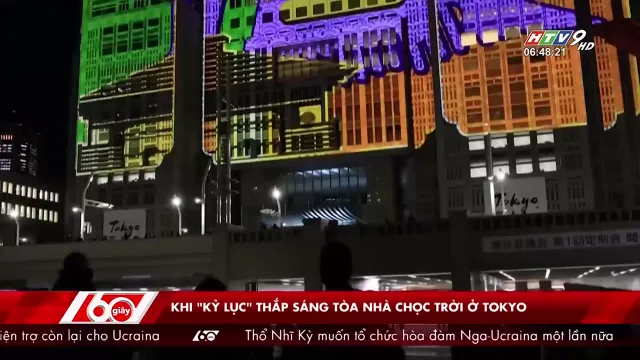 HTV9 HD
06:48:21
Tokyo
Tokyo
60 giây
KHI "KỶ LỤC" THẮP SÁNG TÒA NHÀ CHỌC TRỜI Ở TOKYO
iện trợ còn lại cho Ucraina 60 Thổ Nhĩ Kỳ muốn tổ chức hòa đàm Nga-Ucraina một lần nữa